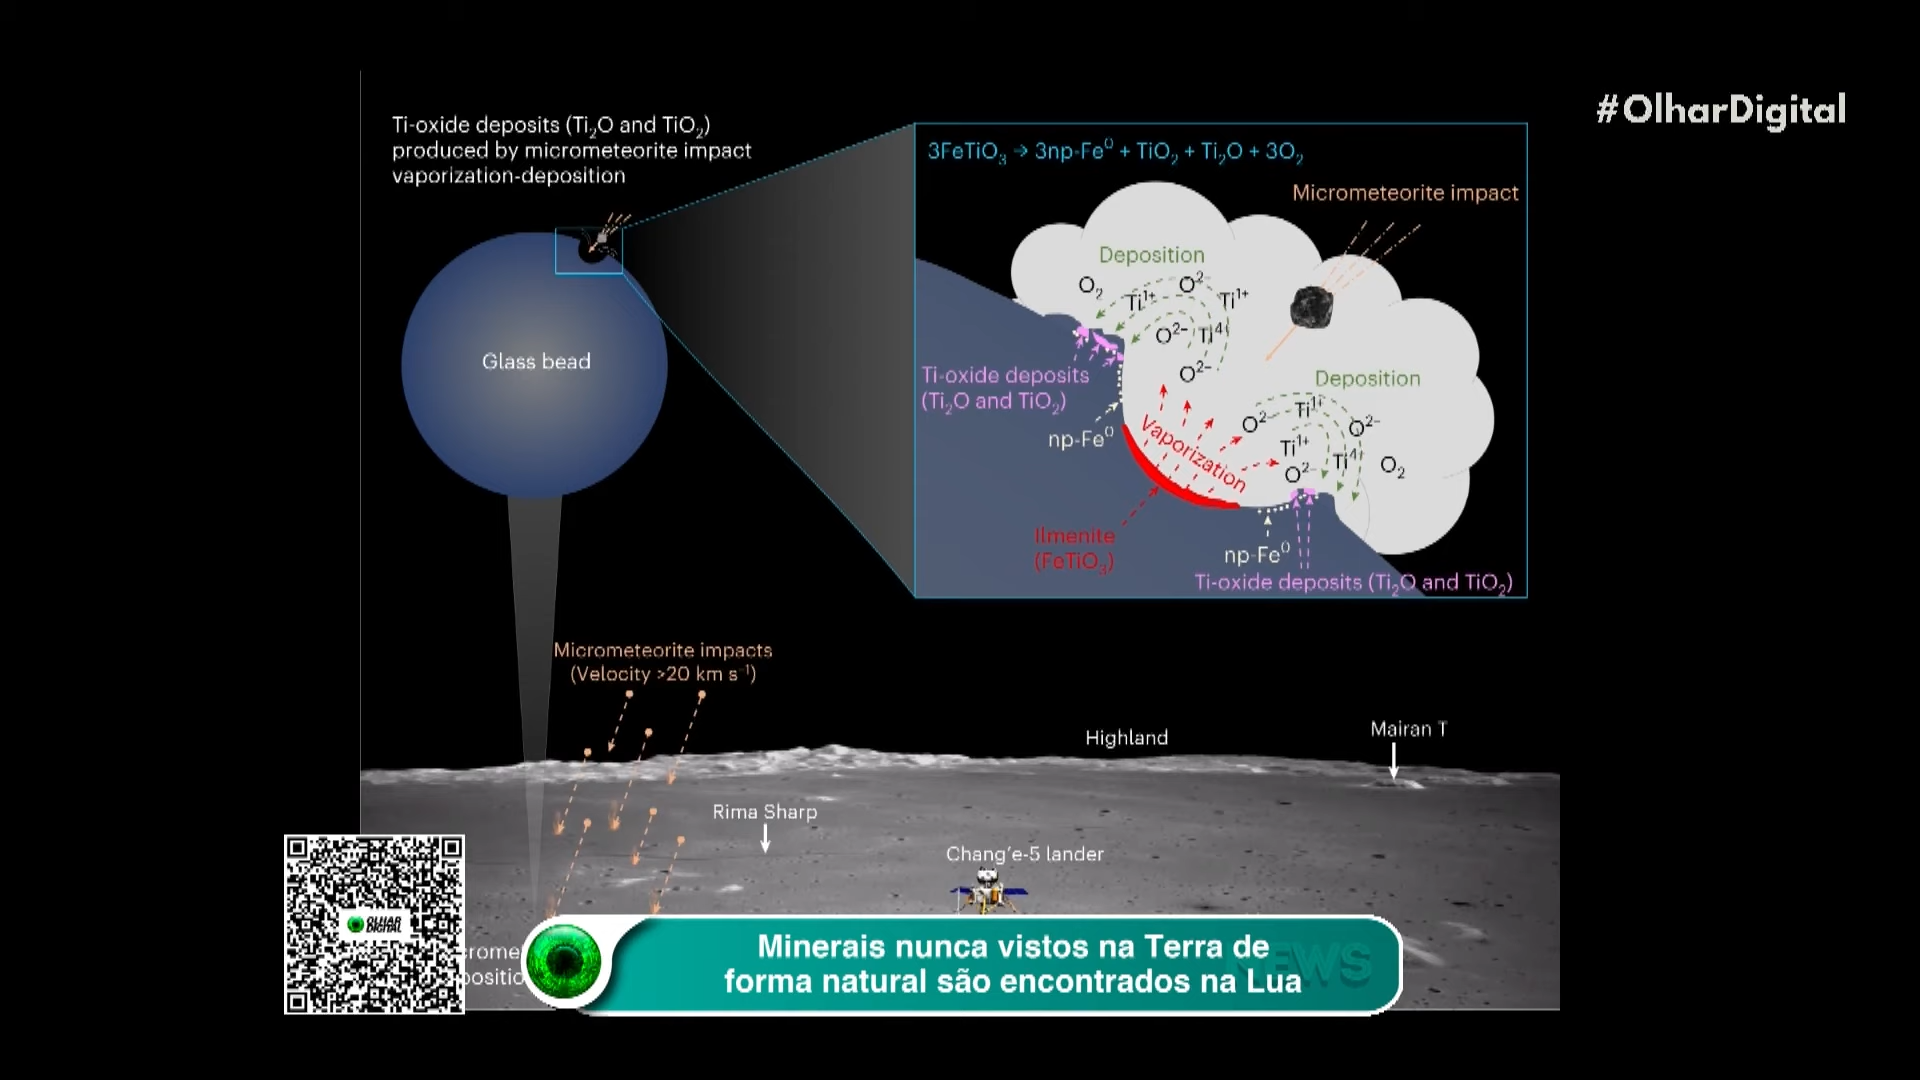 #OlharDigital
Ti-oxide deposits (Ti₂O and TiO₂)
produced by micrometeorite impact
vaporization-deposition
Glass bead
3FeTiO₃ → 3np-Fe⁰ + TiO₂ + Ti₂O + 3O₂
Micrometeorite impact
Deposition
O₂
Ti¹⁺
O²⁻
Ti¹⁺
O²⁻
Ti⁴
O²⁻
Ti-oxide deposits
(Ti₂O and TiO₂)
np-Fe⁰
Vaporization
Deposition
O²⁻
Ti¹⁺
O²⁻
Ti¹⁺
Ti⁴
O²⁻
O₂
Ilmenite
(FeTiO₃)
np-Fe⁰
Ti-oxide deposits (Ti₂O and TiO₂)
Micrometeorite impacts
(Velocity >20 km s⁻¹)
Highland
Mairan T
Rima Sharp
Chang'e-5 lander
OLHAR
DIGITAL
Minerais nunca vistos na Terra de
forma natural são encontrados na Lua
NEWS